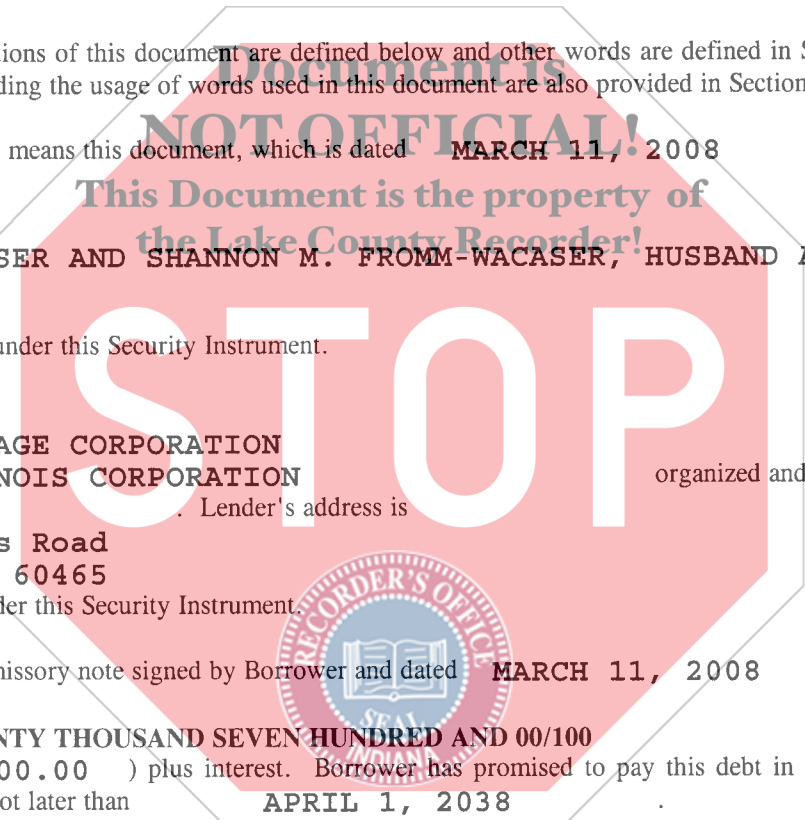 tions of this document are defined below and other words are defined in S
Document is
ding the usage of words used in this document are also provided in Section
NOT OFFICIAL!
means this document, which is dated MARCH 11, 2008
This Document is the property of
the Lake County Recorder!
SER AND SHANNON M. FROMM-WACASER, HUSBAND A
under this Security Instrument.
STOP
AGE CORPORATION
NOIS CORPORATION organized and
. Lender's address is
s Road
60465
der this Security Instrument.
RECORDER'S OFFICE
missory note signed by Borrower and dated MARCH 11, 2008
SEAL
INDIANA
NTY THOUSAND SEVEN HUNDRED AND 00/100
00.00 ) plus interest. Borrower has promised to pay this debt in
ot later than APRIL 1, 2038 .